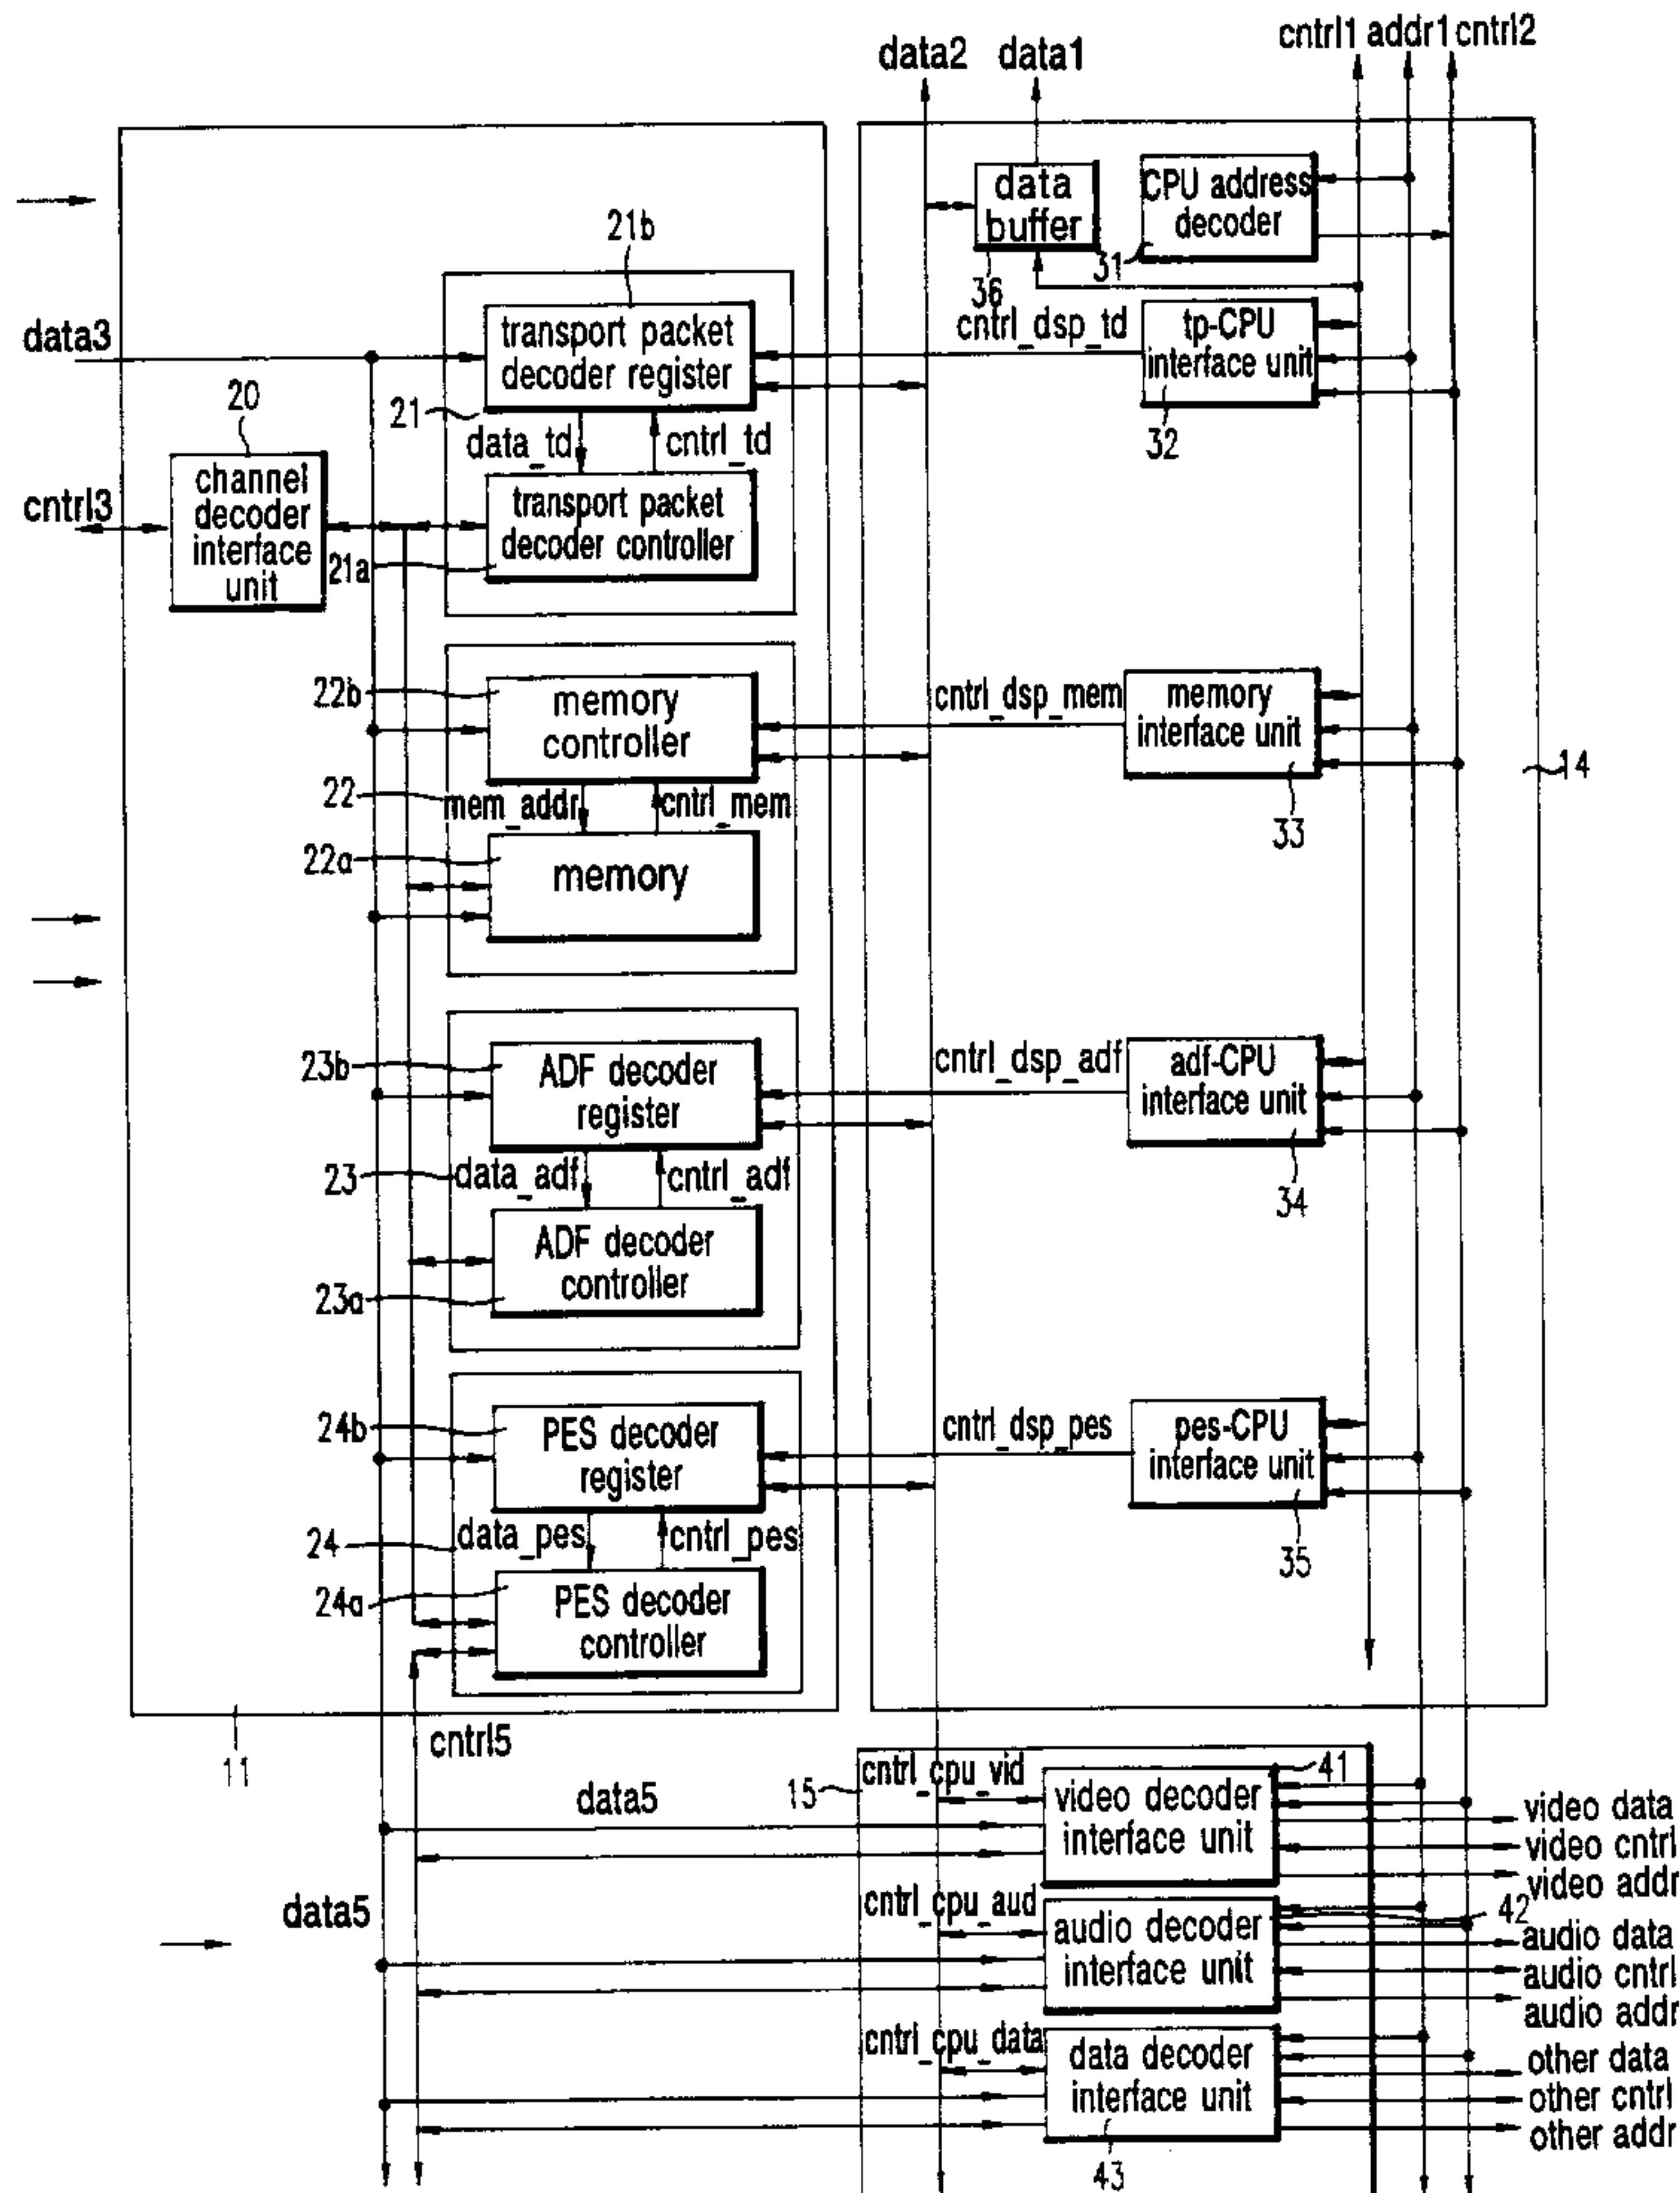 cntrl1 addr1 cntrl2
data2 data1
data
buffer
36
CPU address
decoder
31
21b
transport packet
decoder register
21
data3
cntrl_dsp_td
tp-CPU
interface unit
32
20
channel
decoder
interface
unit
cntrl3
data_td
cntrl_td
transport packet
decoder controller
21a
22b
memory
controller
cntrl_dsp_mem
memory
interface unit
33
14
22
mem_addr
cntrl_mem
22a
memory
23b
ADF decoder
register
cntrl_dsp_adf
adf-CPU
interface unit
34
23
data_adf
cntrl_adf
ADF decoder
controller
23a
24b
PES decoder
register
cntrl_dsp_pes
pes-CPU
interface unit
35
24
data_pes
cntrl_pes
24a
PES decoder
controller
11
cntrl5
15
cntrl_cpu_vid
41
data5
video decoder
interface unit
video data
video cntrl
video addr
data5
cntrl_cpu_aud
42
audio decoder
interface unit
audio data
audio cntrl
audio addr
cntrl_cpu_data
data decoder
interface unit
43
other data
other cntrl
other addr